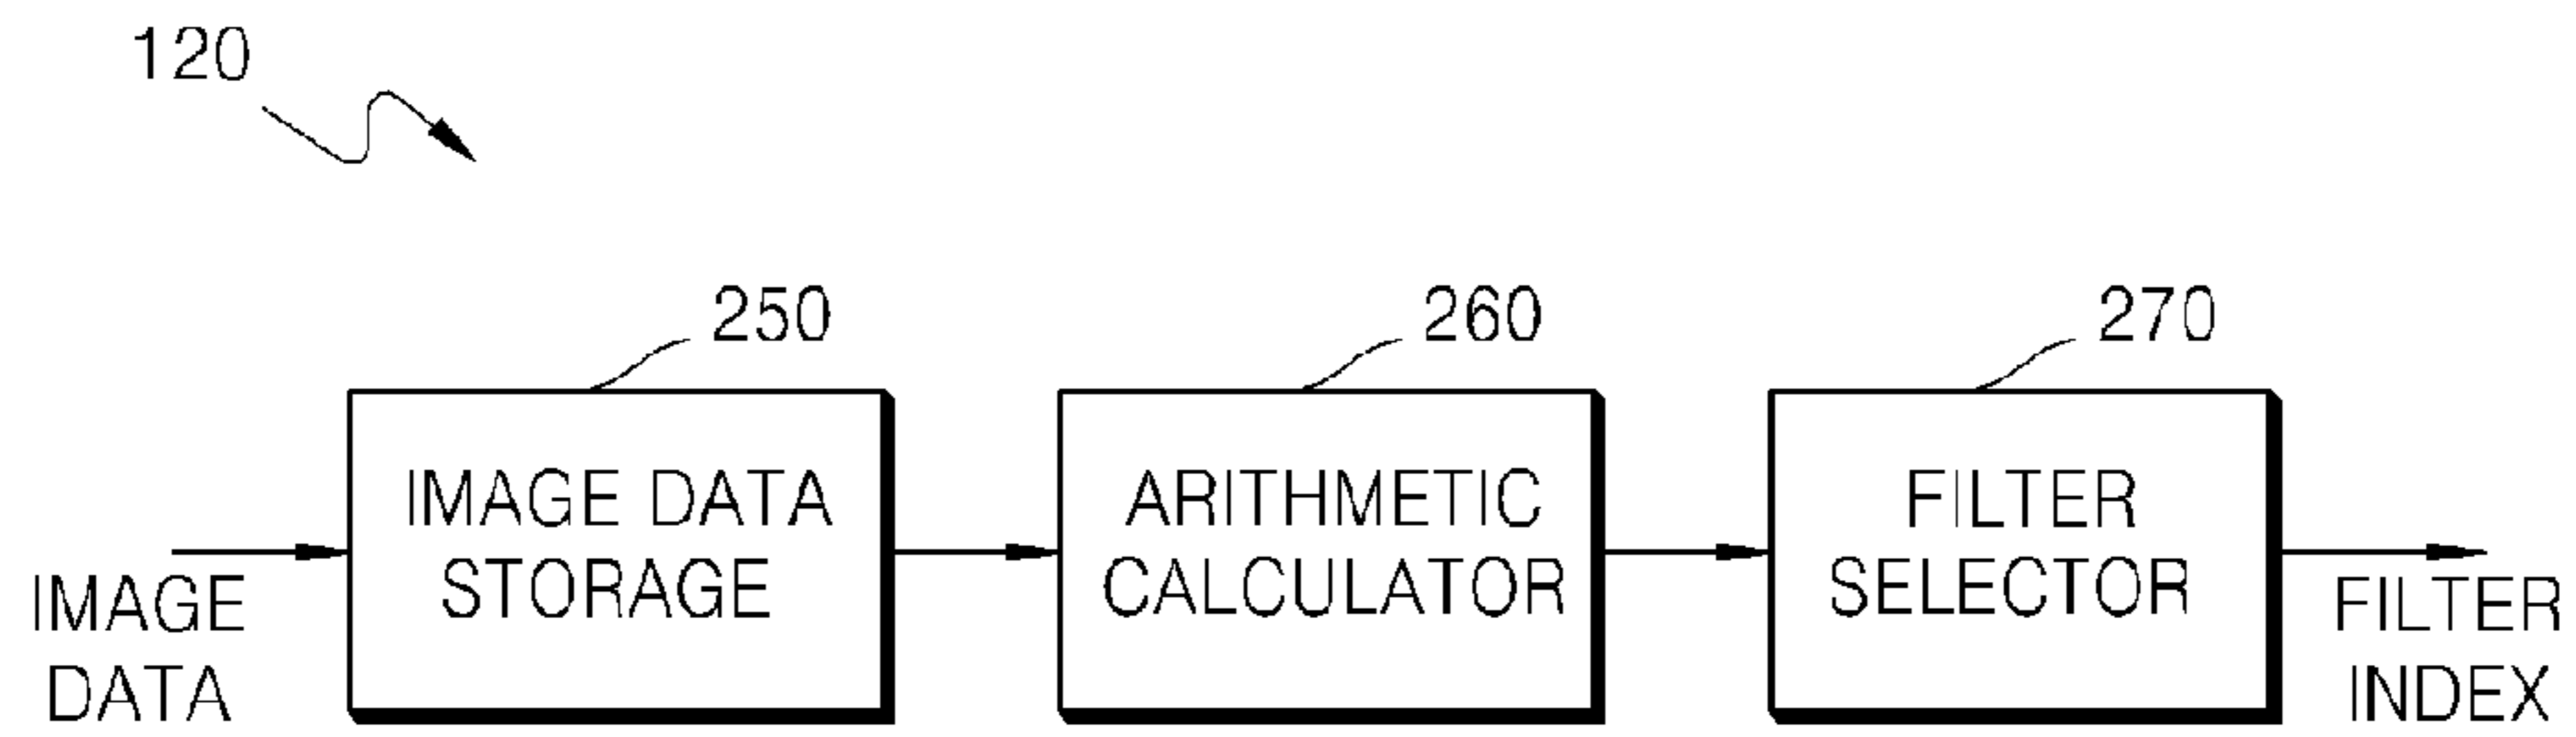 120
250
260
270
IMAGE DATA
STORAGE
ARITHMETIC
CALCULATOR
FILTER
SELECTOR
IMAGE
DATA
FILTER
INDEX